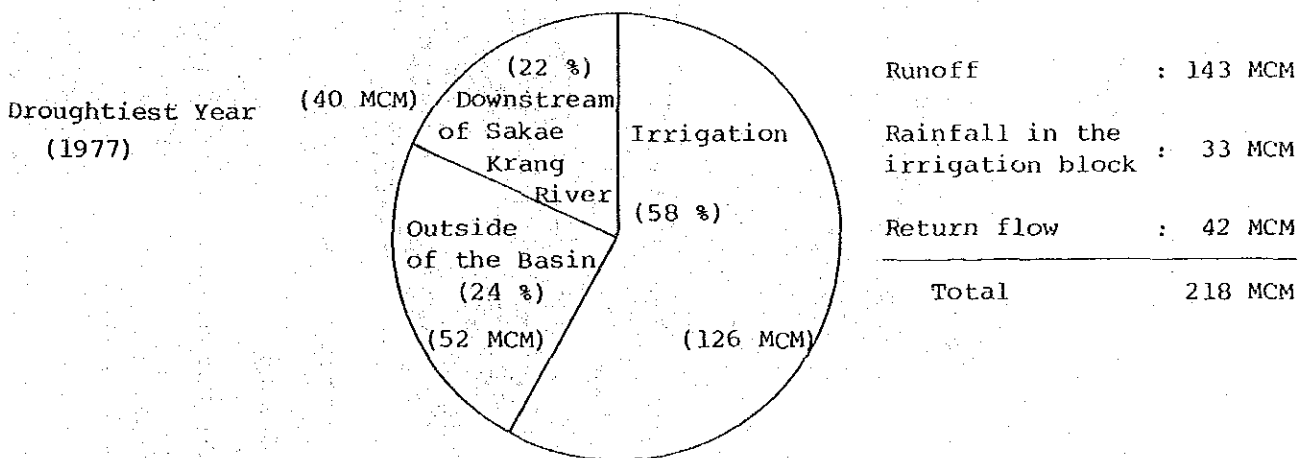 Droughtiest Year
(1977)
(40 MCM)
(22 %)
Downstream
of Sakae
Krang
River
Irrigation
(58 %)
(126 MCM)
Outside
of the Basin
(24 %)
(52 MCM)
Runoff : 143 MCM
Rainfall in the
irrigation block : 33 MCM
Return flow : 42 MCM
Total 218 MCM